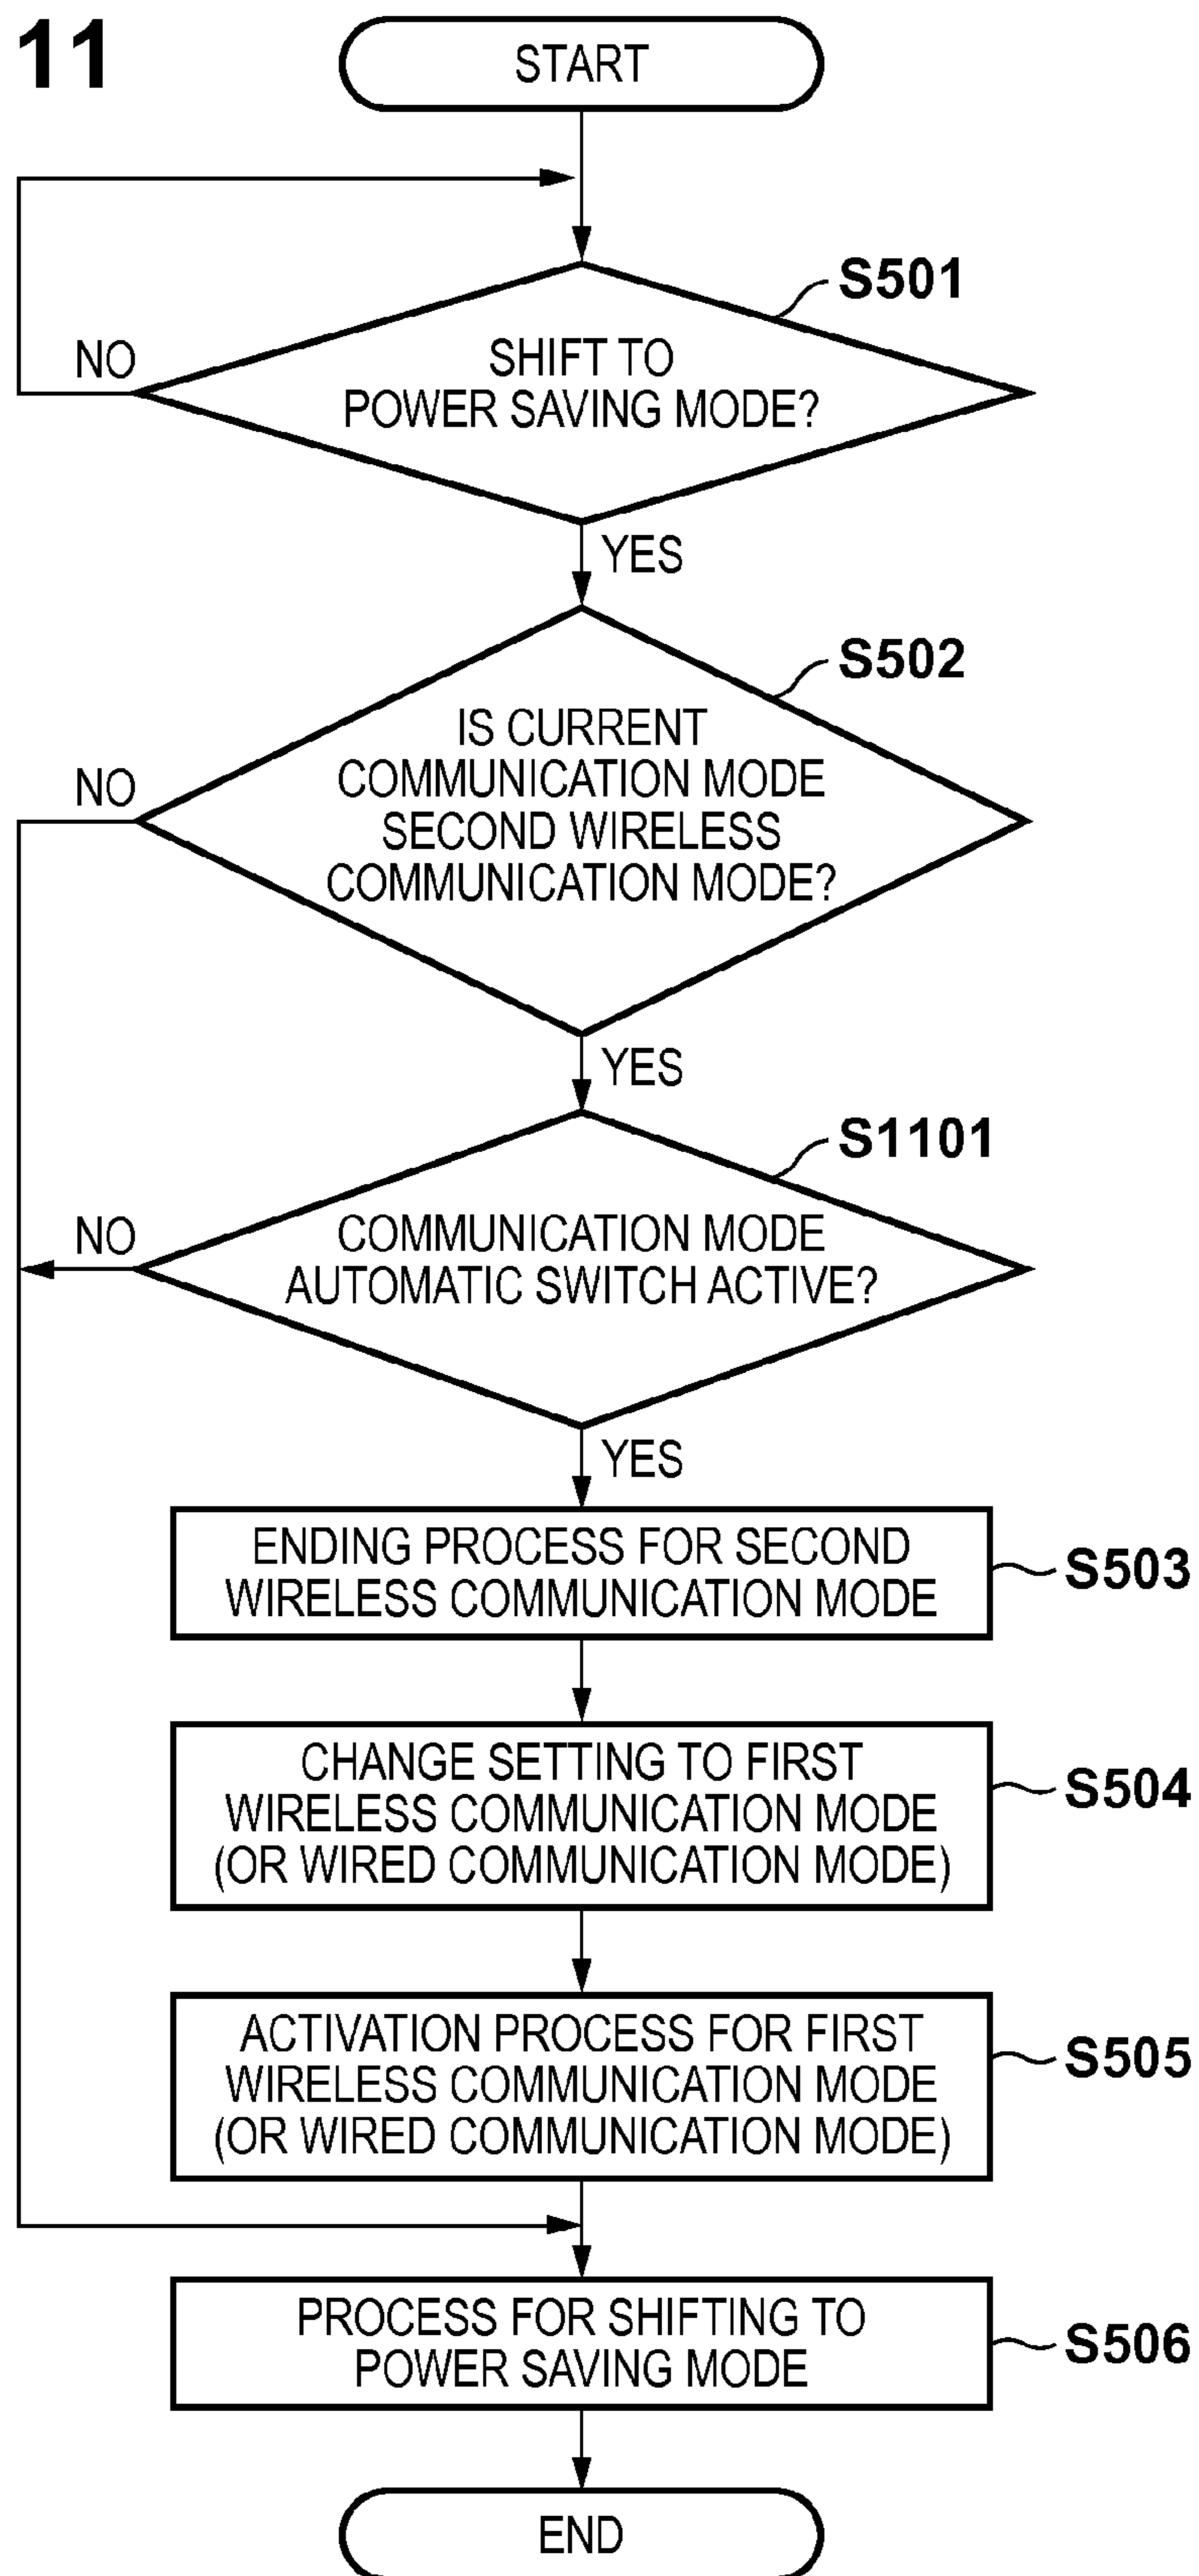 11
START
S501
NO
SHIFT TO
POWER SAVING MODE?
YES
S502
IS CURRENT
COMMUNICATION MODE
SECOND WIRELESS
COMMUNICATION MODE?
NO
YES
S1101
NO
COMMUNICATION MODE
AUTOMATIC SWITCH ACTIVE?
YES
ENDING PROCESS FOR SECOND
WIRELESS COMMUNICATION MODE
S503
CHANGE SETTING TO FIRST
WIRELESS COMMUNICATION MODE
(OR WIRED COMMUNICATION MODE)
S504
ACTIVATION PROCESS FOR FIRST
WIRELESS COMMUNICATION MODE
(OR WIRED COMMUNICATION MODE)
S505
PROCESS FOR SHIFTING TO
POWER SAVING MODE
S506
END